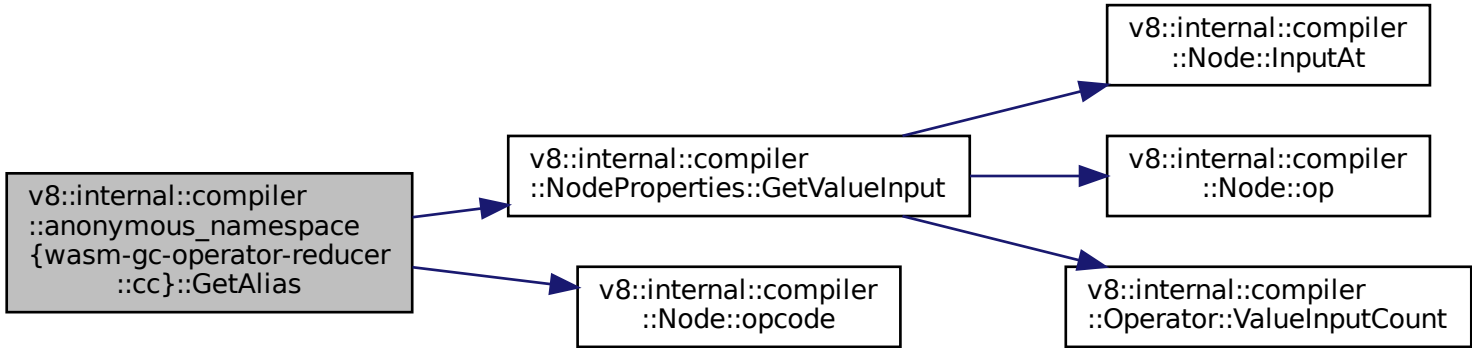 v8::internal::compiler
::anonymous_namespace
{wasm-gc-operator-reducer
::cc}::GetAlias
v8::internal::compiler
::NodeProperties::GetValueInput
v8::internal::compiler
::Node::opcode
v8::internal::compiler
::Node::InputAt
v8::internal::compiler
::Node::op
v8::internal::compiler
::Operator::ValueInputCount